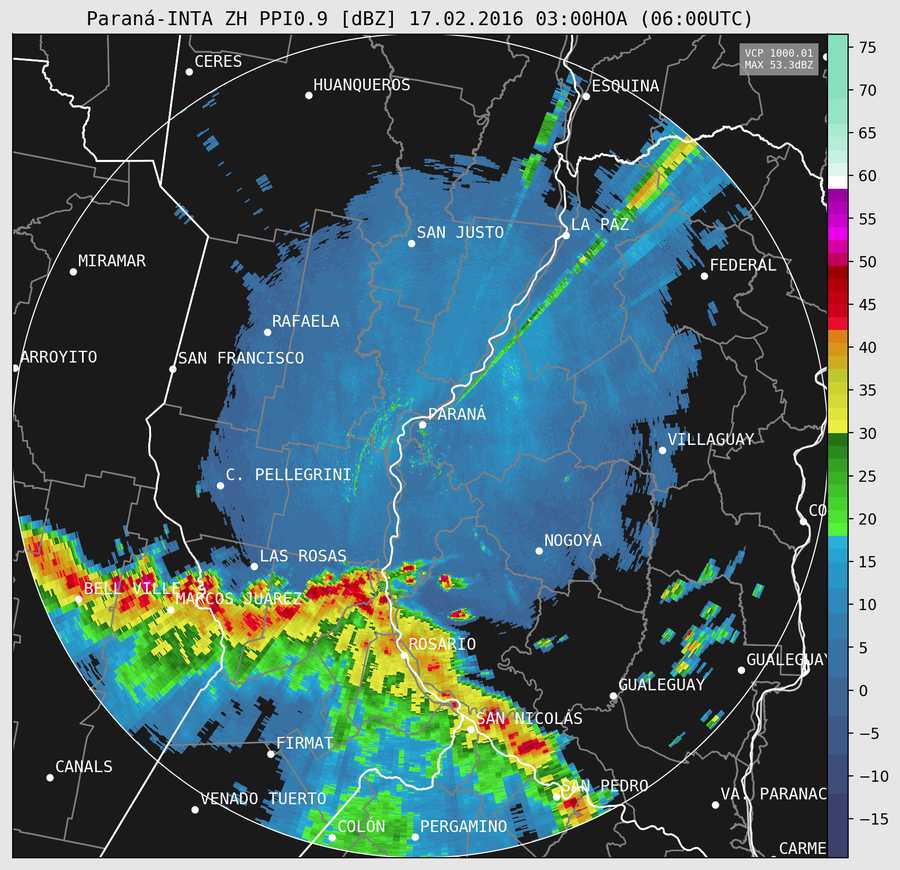 Paraná-INTA ZH PPI0.9 [dBZ] 17.02.2016 03:00HOA (06:00UTC)
VCP 1000.01
MAX 53.3dBZ
CERES
HUANQUEROS
ESQUINA
SAN JUSTO
LA PAZ
MIRAMAR
FEDERAL
RAFAELA
ARROYITO
SAN FRANCISCO
PARANÁ
VILLAGUAY
C. PELLEGRINI
CO
NOGOYA
LAS ROSAS
BELL VILLE
MARCOS JUÁREZ
ROSARIO
GUALEGUAY
GUALEGUAY
SAN NICOLÁS
FIRMAT
CANALS
SAN PEDRO
VENADO TUERTO
VA. PARANAC
COLÓN
PERGAMINO
CARME
75
70
65
60
55
50
45
40
35
30
25
20
15
10
5
0
−5
−10
−15